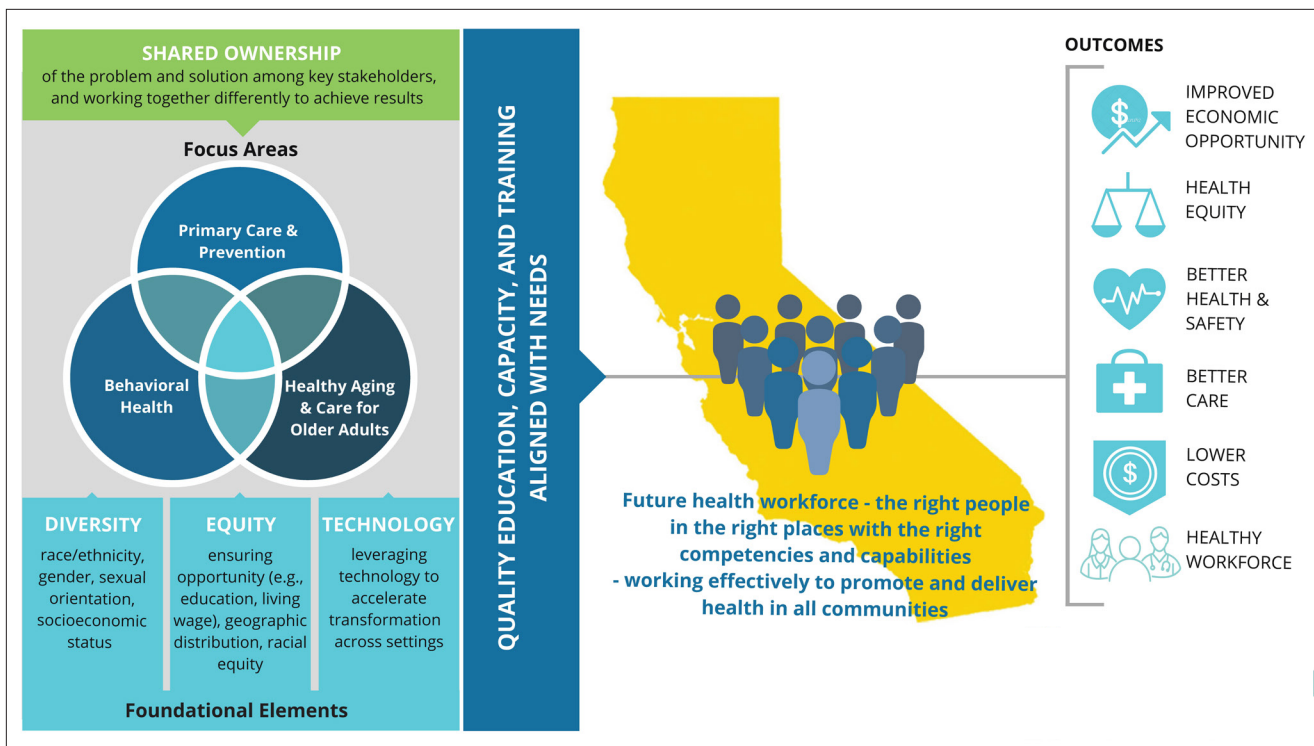 SHARED OWNERSHIP
of the problem and solution among key stakeholders,
and working together differently to achieve results
Focus Areas
Primary Care &
Prevention
Behavioral
Health
Healthy Aging
& Care for
Older Adults
DIVERSITY
race/ethnicity,
gender, sexual
orientation,
socioeconomic
status
EQUITY
ensuring
opportunity (e.g.,
education, living
wage), geographic
distribution, racial
equity
TECHNOLOGY
leveraging
technology to
accelerate
transformation
across settings
Foundational Elements
QUALITY EDUCATION, CAPACITY, AND TRAINING
ALIGNED WITH NEEDS
Future health workforce - the right people
in the right places with the right
competencies and capabilities
- working effectively to promote and deliver
health in all communities
OUTCOMES
$
IMPROVED
ECONOMIC
OPPORTUNITY
HEALTH
EQUITY
BETTER
HEALTH &
SAFETY
BETTER
CARE
$
LOWER
COSTS
HEALTHY
WORKFORCE